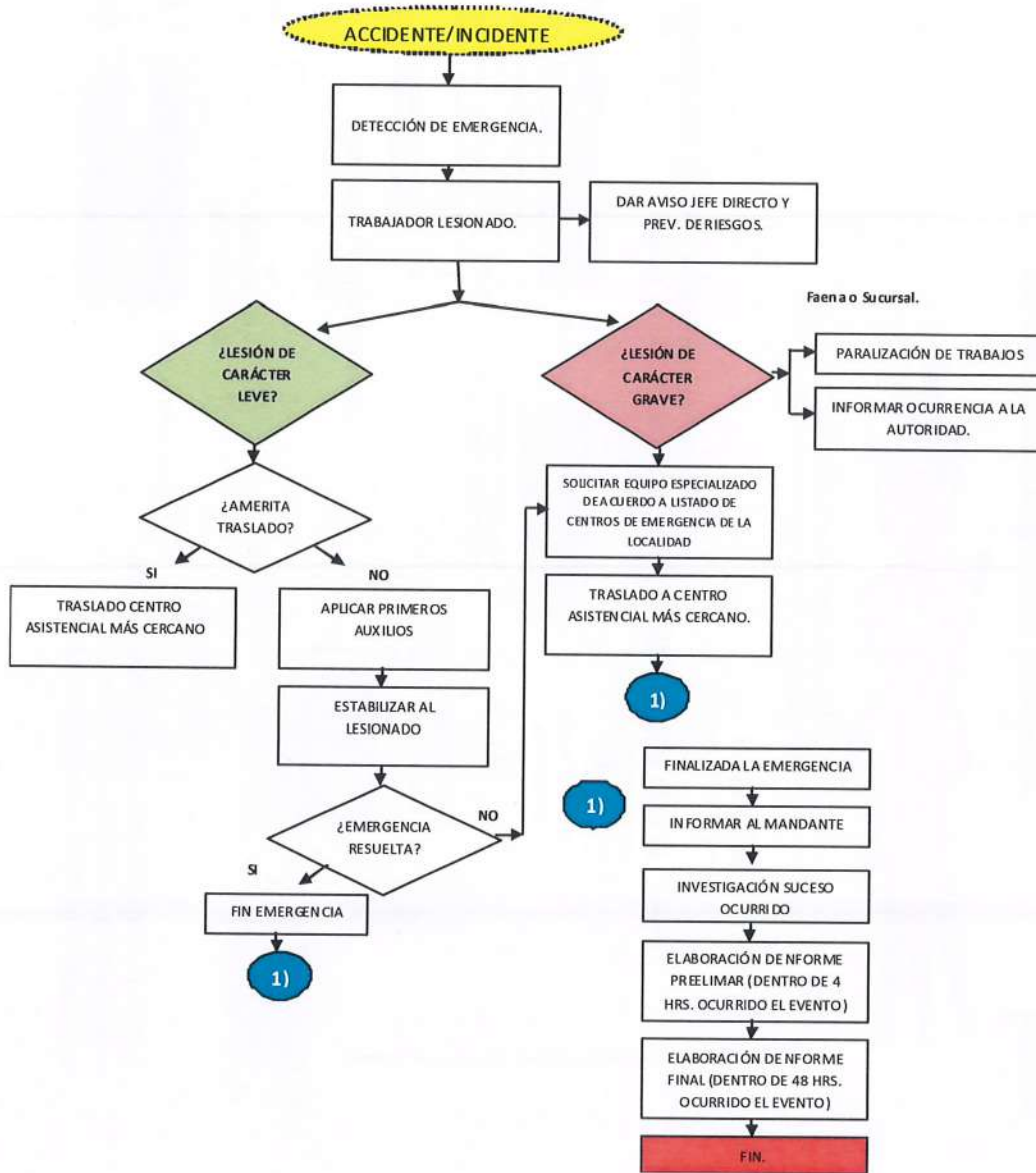 ACCIDENTE/INCIDENTE
DETECCIÓN DE EMERGENCIA.
TRABAJADOR LESIONADO.
DAR AVISO JEFE DIRECTO Y
PREV. DE RIESGOS.
¿LESIÓN DE
CARÁCTER
LEVE?
¿LESIÓN DE
CARÁCTER
GRAVE?
Faena o Sucursal.
PARALIZACIÓN DE TRABAJOS
INFORMAR OCURRENCIA A LA
AUTORIDAD.
¿AMERITA
TRASLADO?
SI
NO
TRASLADO CENTRO
ASISTENCIAL MÁS CERCANO
APLICAR PRIMEROS
AUXILIOS
ESTABILIZAR AL
LESIONADO
¿EMERGENCIA
RESUELTA?
NO
SI
FIN EMERGENCIA
1)
SOLICITAR EQUIPO ESPECIALIZADO
DE ACUERDO A LISTADO DE
CENTROS DE EMERGENCIA DE LA
LOCALIDAD
TRASLADO A CENTRO
ASISTENCIAL MÁS CERCANO.
1)
1)
FINALIZADA LA EMERGENCIA
INFORMAR AL MANDANTE
INVESTIGACIÓN SUCESO
OCURRIDO
ELABORACIÓN DE NFORME
PREELIMAR (DENTRO DE 4
HRS. OCURRIDO EL EVENTO)
ELABORACIÓN DE NFORME
FINAL (DENTRO DE 48 HRS.
OCURRIDO EL EVENTO)
FIN.